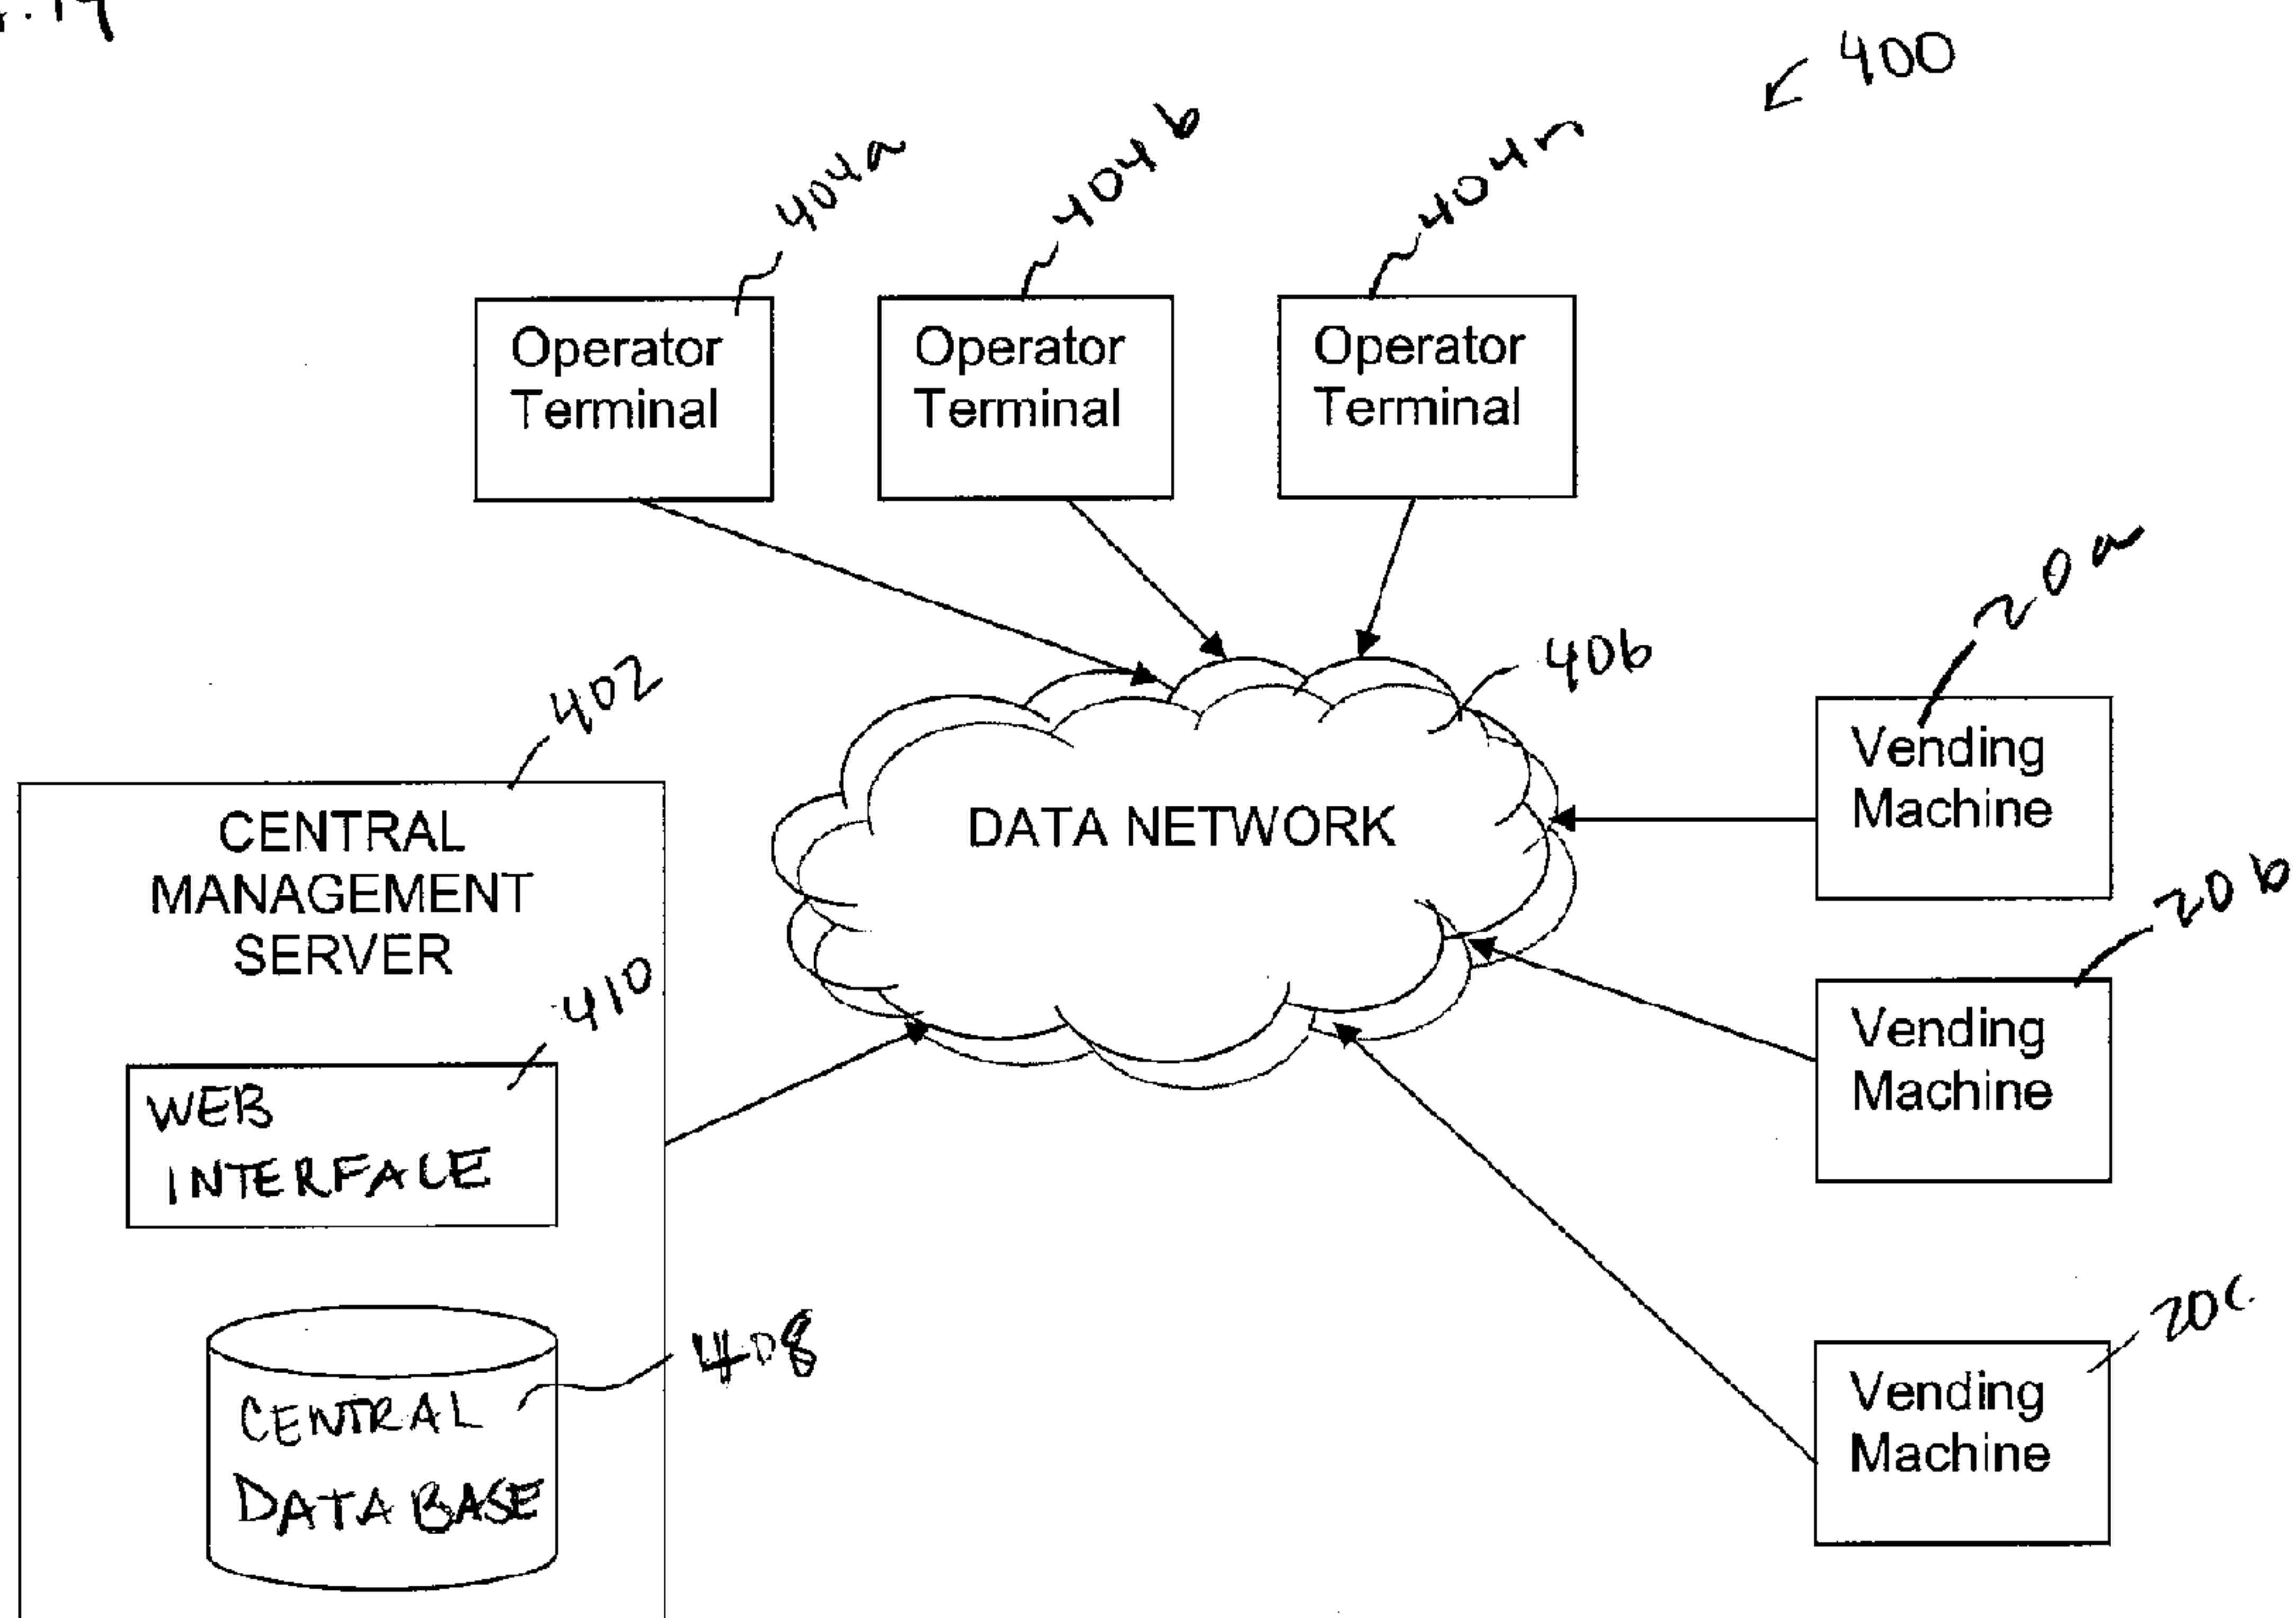 400
404a
404b
404n
Operator
Terminal
Operator
Terminal
Operator
Terminal
20a
406
402
Vending
Machine
DATA NETWORK
CENTRAL
MANAGEMENT
SERVER
20b
410
Vending
Machine
WEB
INTERFACE
20c
408
Vending
Machine
CENTRAL
DATA BASE